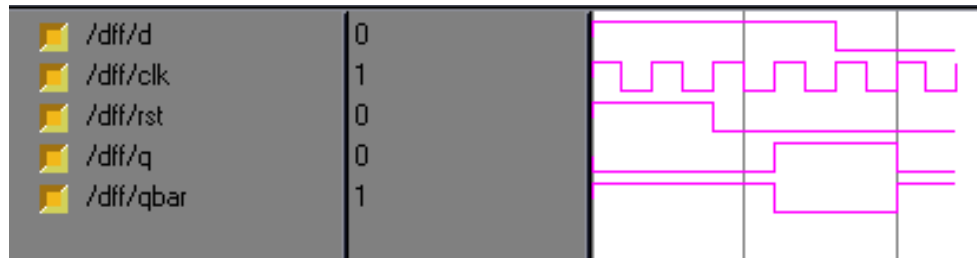 /dff/d 0
/dff/clk 1
/dff/rst 0
/dff/q 0
/dff/qbar 1